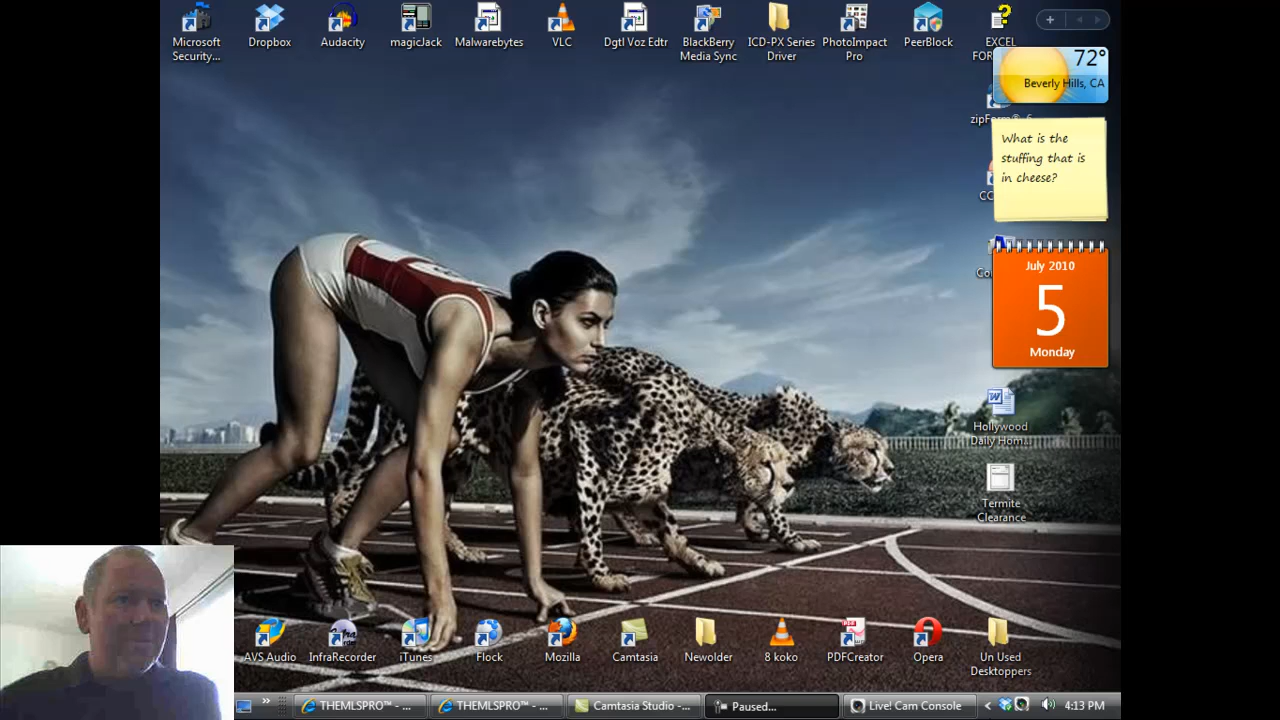 Microsoft
Security...
Dropbox
Audacity
magicJack
Malwarebytes
VLC
Dgtl Voz Edtr
BlackBerry
Media Sync
ICD-PX Series
Driver
PhotoImpact
Pro
PeerBlock
EXCEL
FOR
72°
Beverly Hills, CA
What is the
stuffing that is
in cheese?
July 2010
5
Monday
Hollywood
Daily Hom...
Termite
Clearance
AVS Audio
InfraRecorder
iTunes
Flock
Mozilla
Camtasia
Newolder
8 koko
PDFCreator
Opera
Un Used
Desktoppers
THEMLSPRO™ - ...
THEMLSPRO™ - ...
Camtasia Studio -...
Paused...
Live! Cam Console
4:13 PM